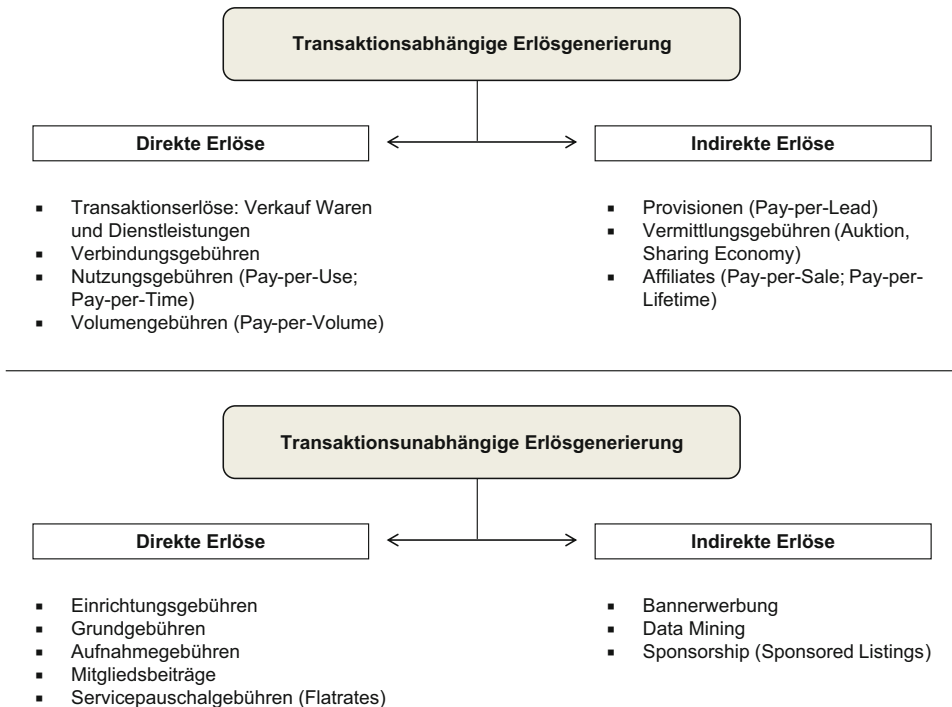 Transaktionsabhängige Erlösgenerierung
Direkte Erlöse
▪ Transaktionserlöse: Verkauf Waren
und Dienstleistungen
▪ Verbindungsgebühren
▪ Nutzungsgebühren (Pay-per-Use;
Pay-per-Time)
▪ Volumengebühren (Pay-per-Volume)
Indirekte Erlöse
▪ Provisionen (Pay-per-Lead)
▪ Vermittlungsgebühren (Auktion,
Sharing Economy)
▪ Affiliates (Pay-per-Sale; Pay-per-
Lifetime)
Transaktionsunabhängige Erlösgenerierung
Direkte Erlöse
▪ Einrichtungsgebühren
▪ Grundgebühren
▪ Aufnahmegebühren
▪ Mitgliedsbeiträge
▪ Servicepauschalgebühren (Flatrates)
Indirekte Erlöse
▪ Bannerwerbung
▪ Data Mining
▪ Sponsorship (Sponsored Listings)